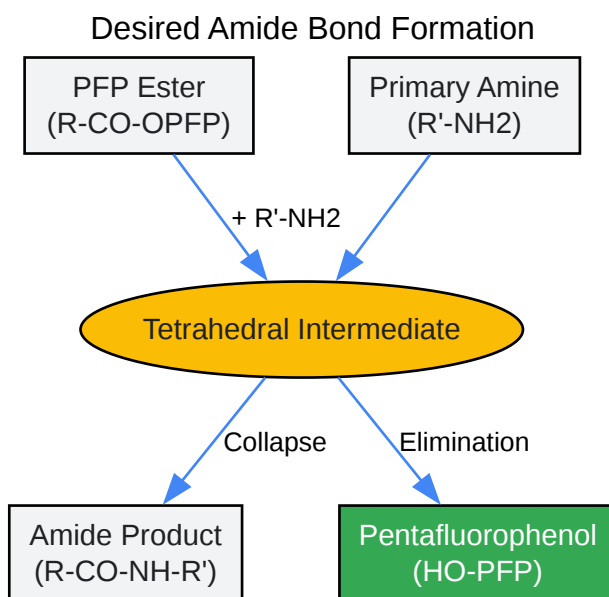 Desired Amide Bond Formation
PFP Ester
(R-CO-OPFP)
Primary Amine
(R'-NH2)
+ R'-NH2
Tetrahedral Intermediate
Collapse
Elimination
Amide Product
(R-CO-NH-R')
Pentafluorophenol
(HO-PFP)